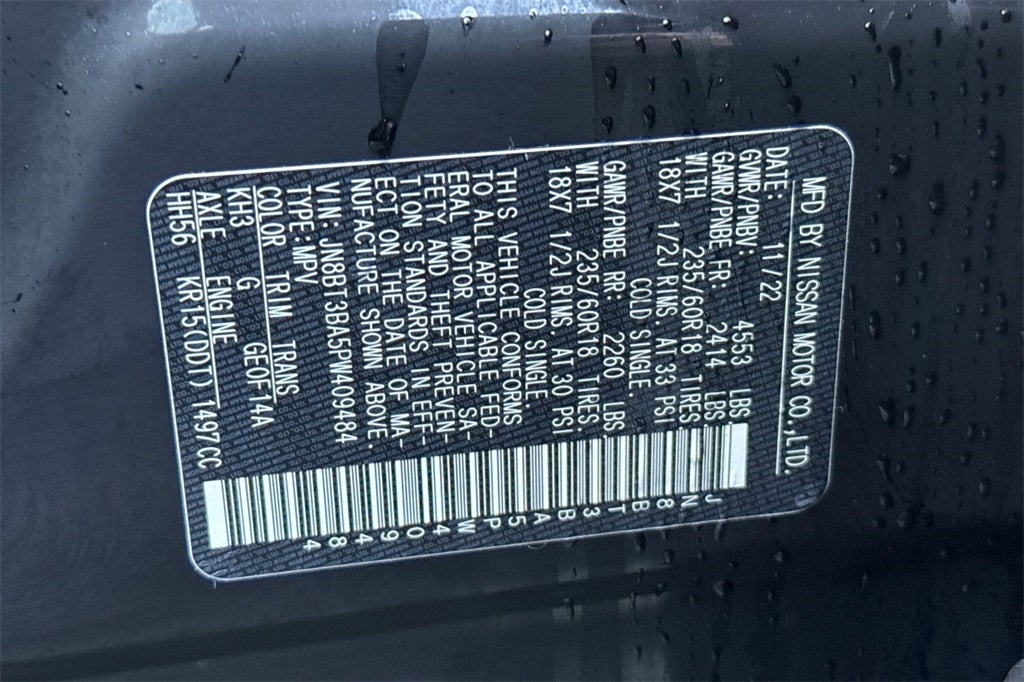 MFD BY NISSAN MOTOR CO.,LTD.
DATE: 11/22
GVWR/PNBV: 4553 LBS.
GAWR/PNBE FR: 2414 LBS.
WITH 235/60R18 TIRES
18X7 1/2J RIMS. AT 33 PSI
COLD SINGLE.
GAWR/PNBE RR: 2260 LBS.
WITH 235/60R18 TIRES.
18X7 1/2J RIMS AT 30 PSI
COLD SINGLE
THIS VEHICLE CONFORMS
TO ALL APPLICABLE FED-
ERAL MOTOR VEHICLE SA-
FETY AND THEFT PREVEN-
TION STANDARDS IN EFF-
ECT ON THE DATE OF MA-
NUFACTURE SHOWN ABOVE.
VIN: JN8BT3BA5PW409484
TYPE:MPV
COLOR TRIM TRANS
KH3 G GE0F14A
AXLE ENGINE
HH56 KR15(DDT)1497CC
JN8BT3BA5PW409484